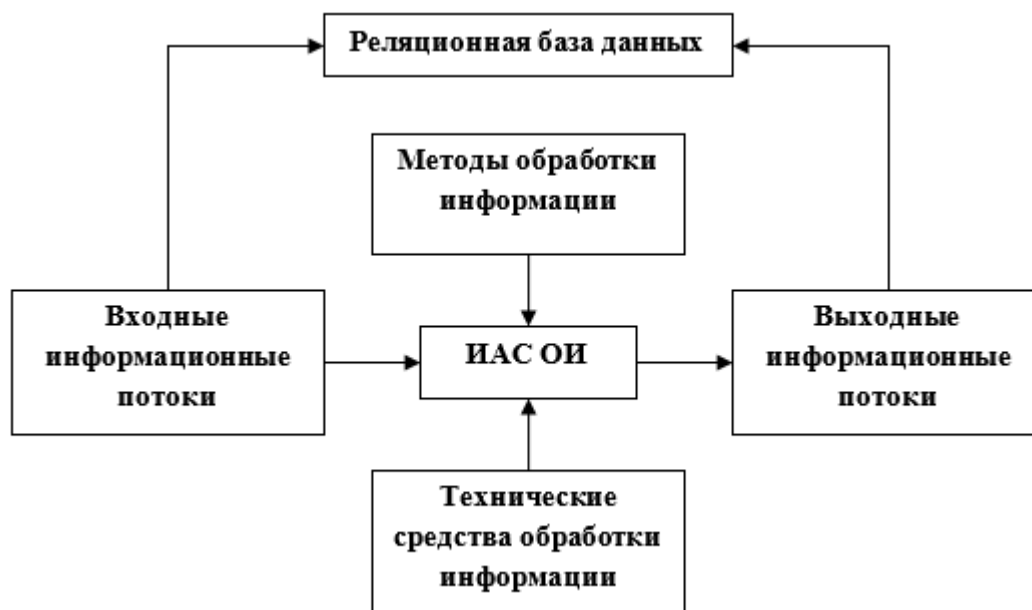 Реляционная база данных
Методы обработки
информации
Входные
информационные
потоки
ИАС ОИ
Выходные
информационные
потоки
Технические
средства обработки
информации